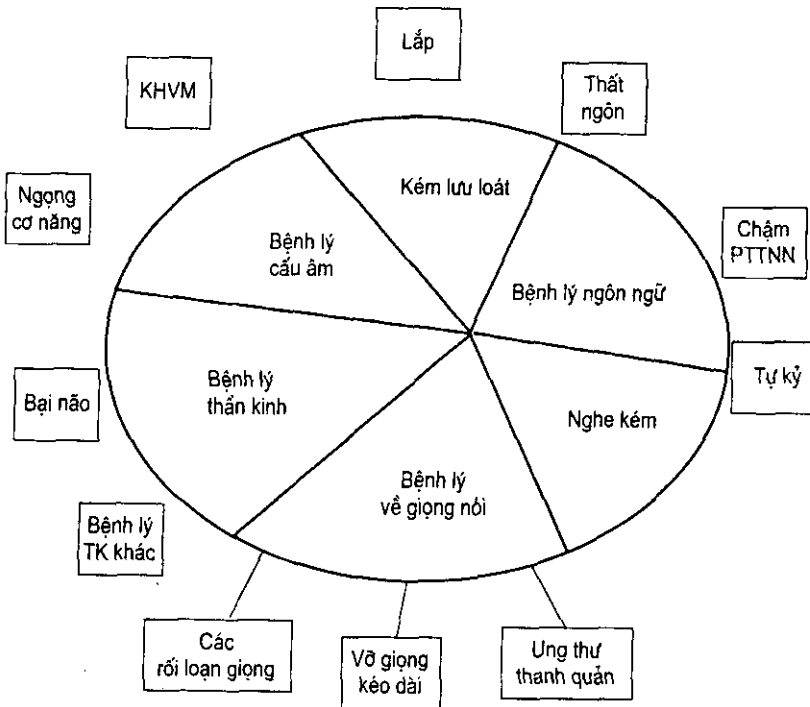 Lắp
KHVM
Thất
ngôn
Kém lưu loát
Ngọng
cơ năng
Bệnh lý
cấu âm
Chậm
PTTNN
Bệnh lý ngôn ngữ
Bại não
Bệnh lý
thần kinh
Nghe kém
Tự kỷ
Bệnh lý
về giọng nói
Bệnh lý
TK khác
Các
rối loạn giọng
Vỡ giọng
kéo dài
Ung thư
thanh quản